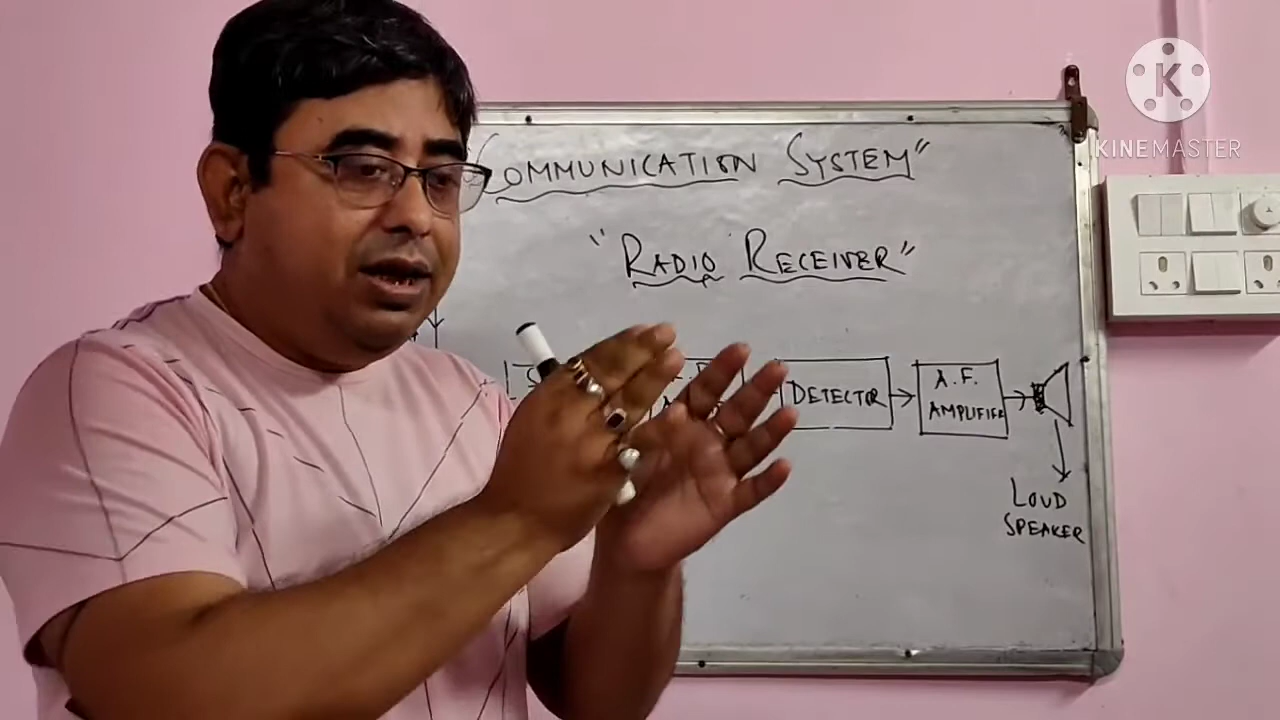 K
KINEMASTER
"COMMUNICATION SYSTEM"
"RADIO RECEIVER"
DETECTOR
A.F.
AMPLIFIER
LOUD
SPEAKER